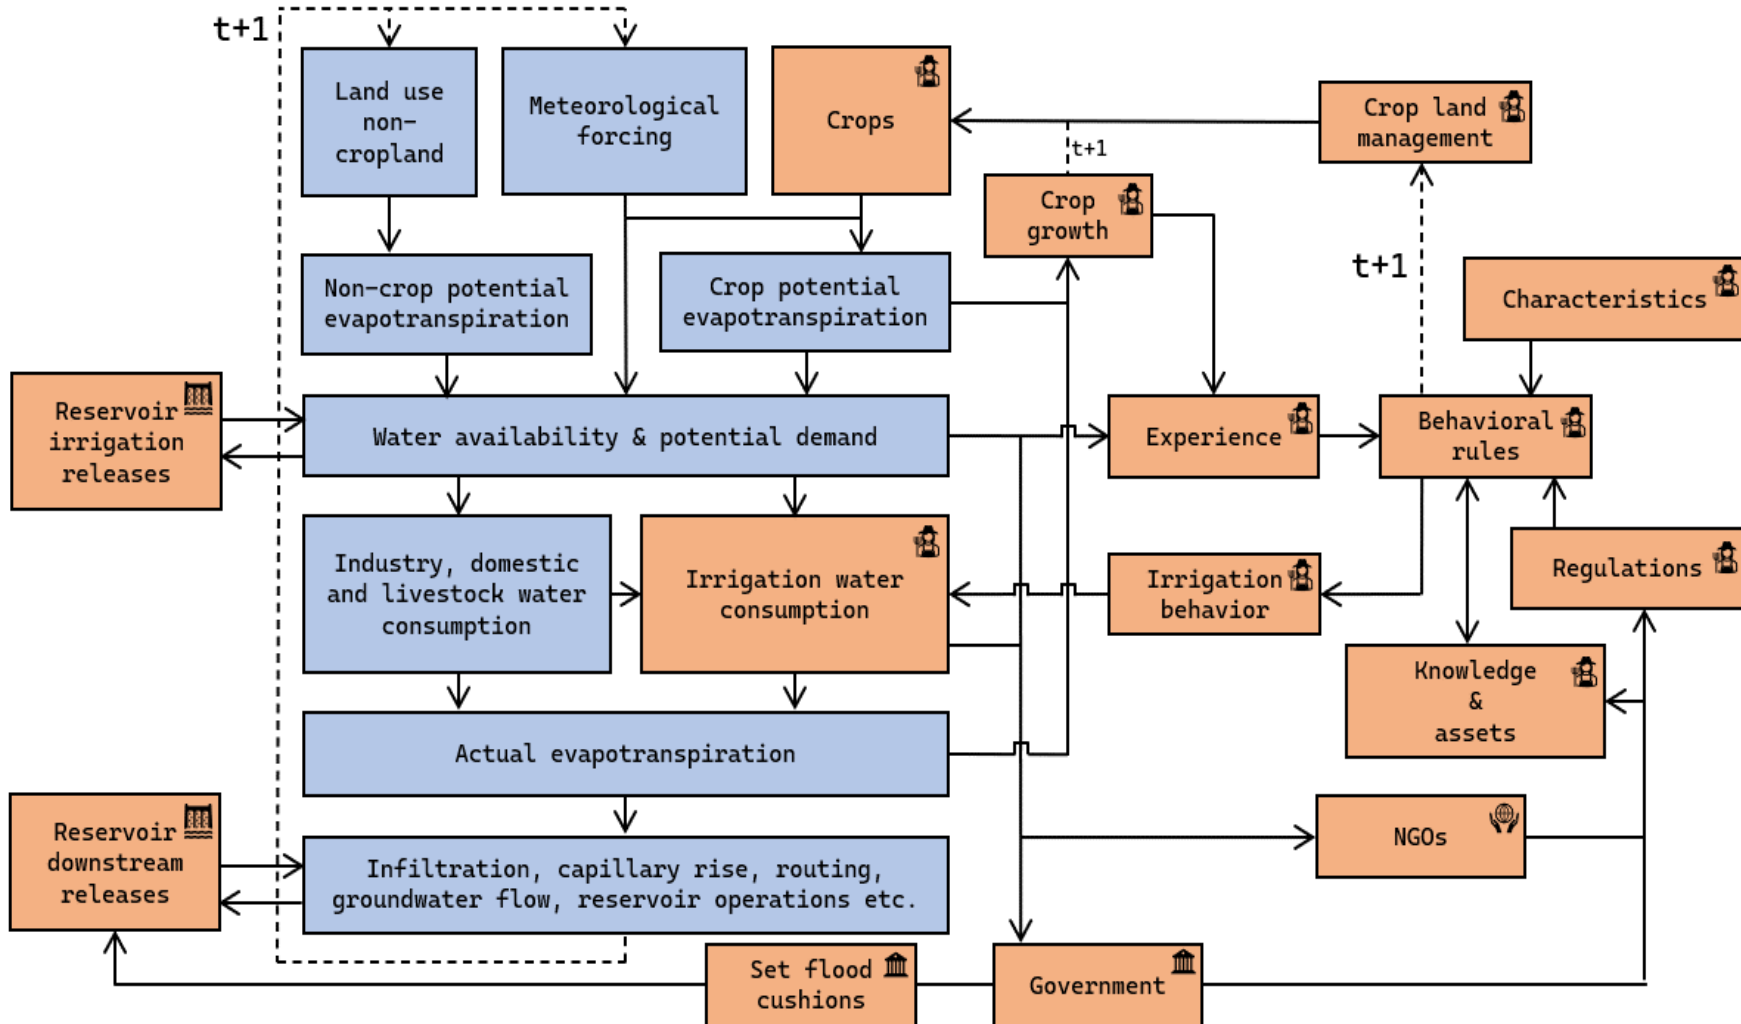 t+1
Land use
non-
cropland
Meteorological
forcing
Crops
Crop land
management
t+1
Crop
growth
t+1
Characteristics
Non-crop potential
evapotranspiration
Crop potential
evapotranspiration
Reservoir
irrigation
releases
Water availability & potential demand
Experience
Behavioral
rules
Industry, domestic
and livestock water
consumption
Irrigation water
consumption
Irrigation
behavior
Regulations
Knowledge
&
assets
Actual evapotranspiration
Reservoir
downstream
releases
Infiltration, capillary rise, routing,
groundwater flow, reservoir operations etc.
NGOs
Set flood
cushions
Government